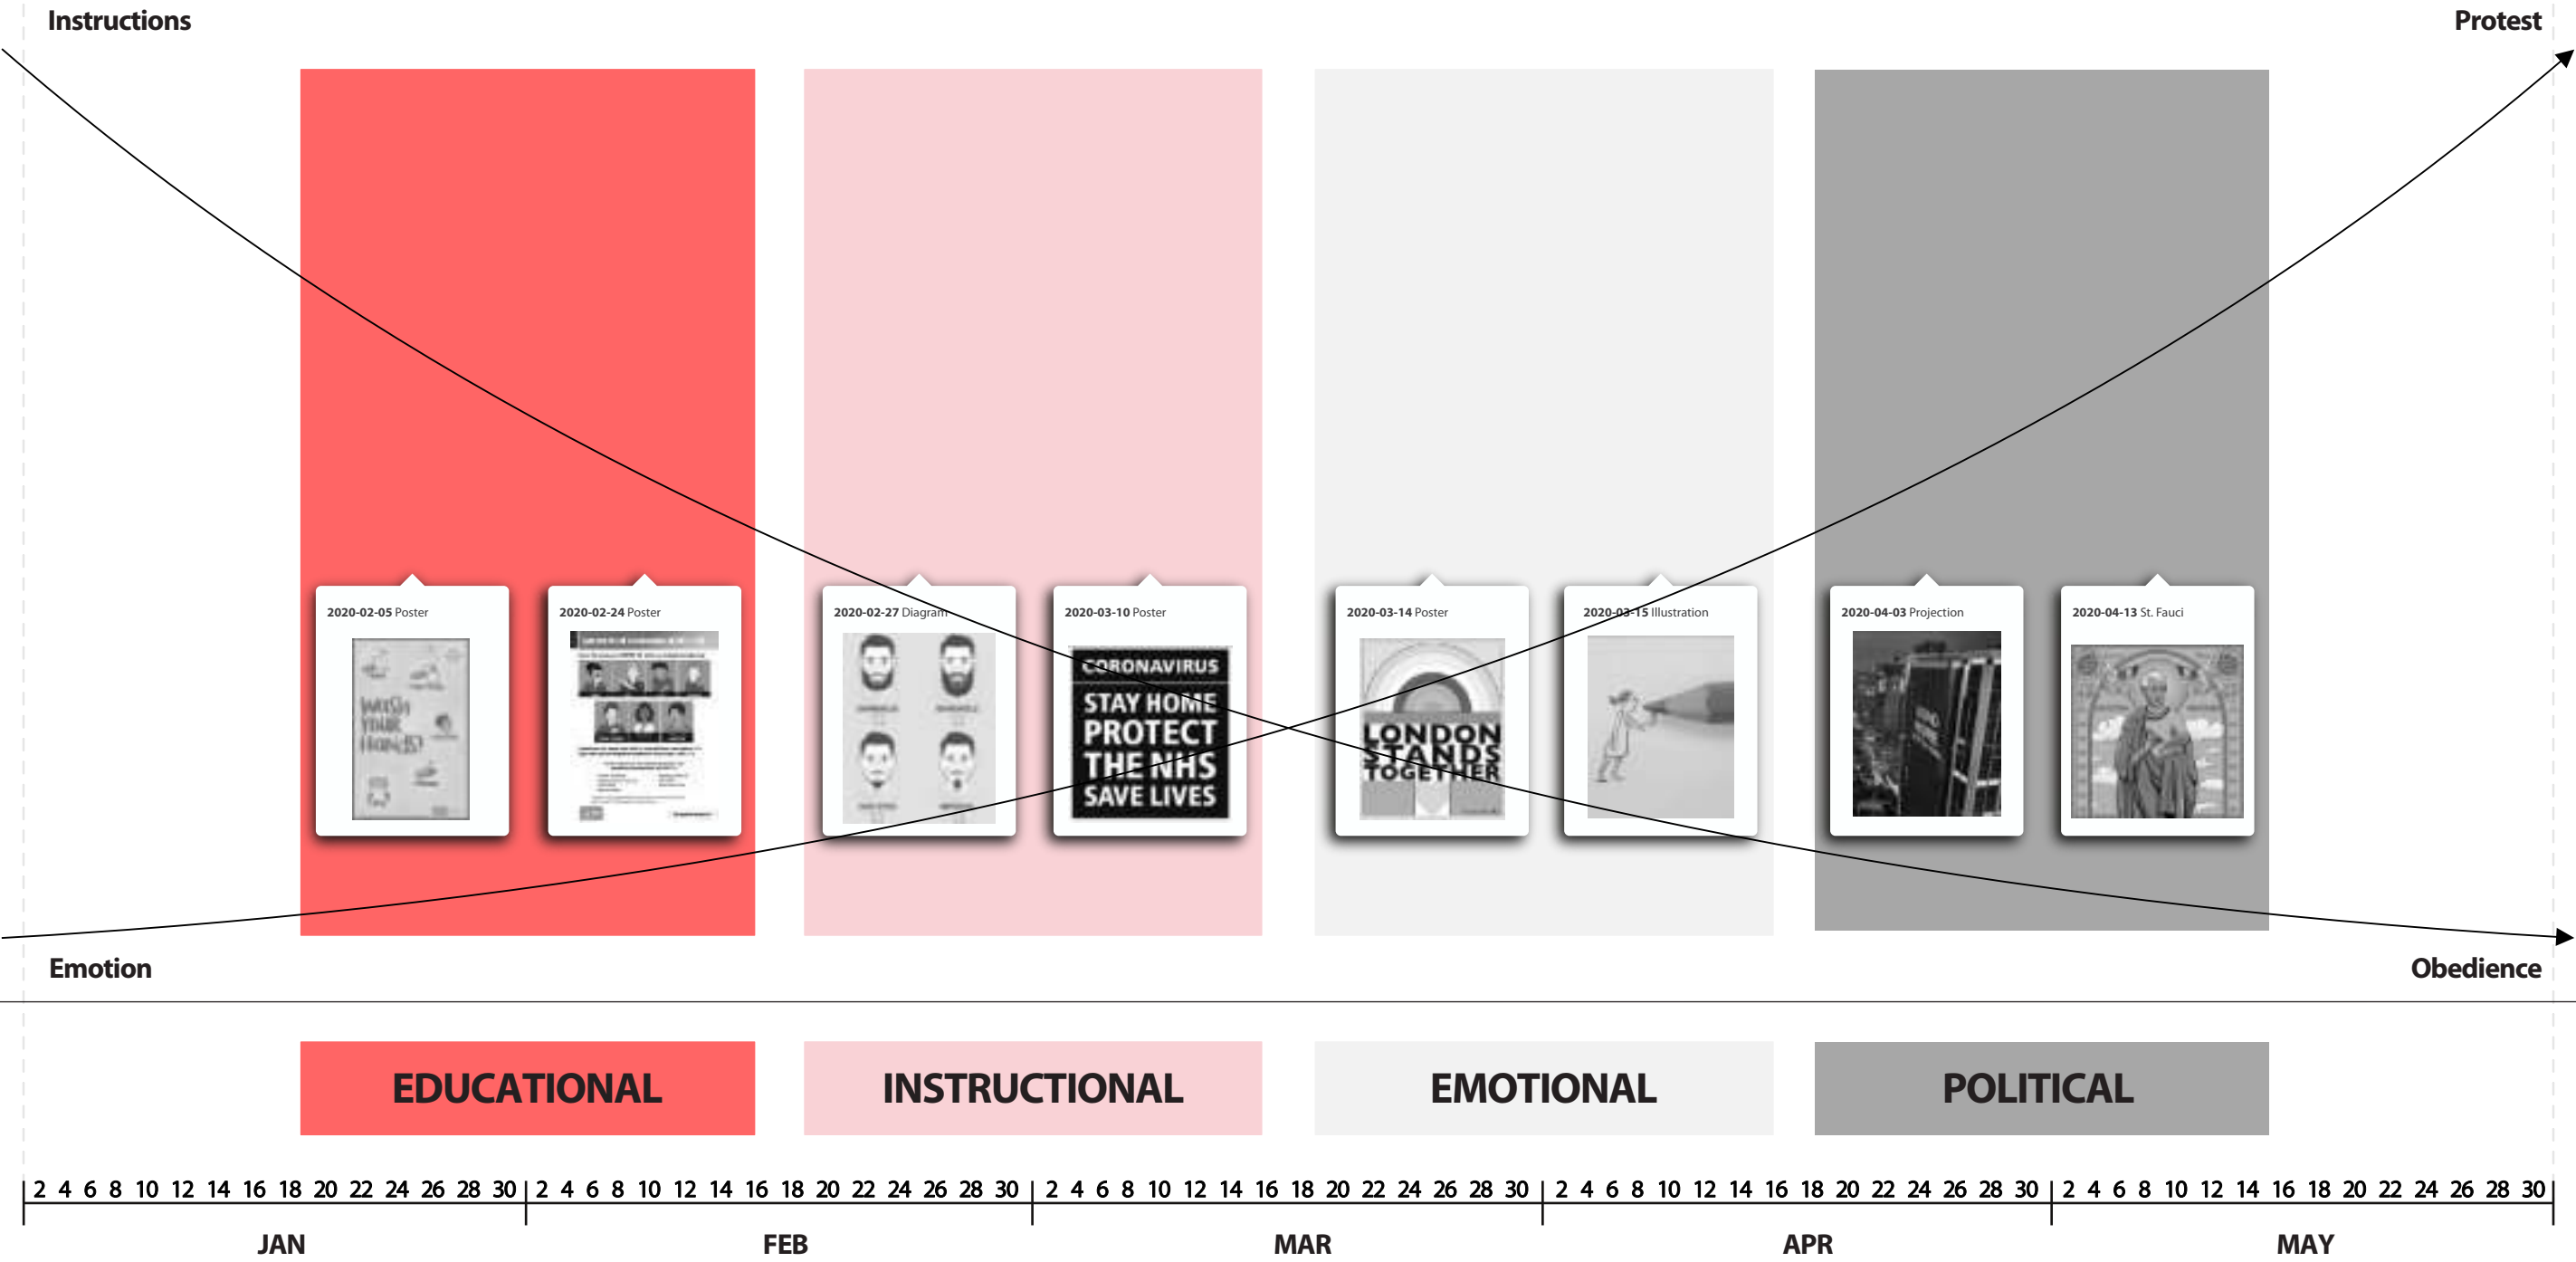 Instructions
Protest
2020-02-05 Poster
WASH
YOUR
HANDS!
2020-02-24 Poster
2020-02-27 Diagram
2020-03-10 Poster
CORONAVIRUS
STAY HOME
PROTECT
THE NHS
SAVE LIVES
2020-03-14 Poster
LONDON
STANDS
TOGETHER
2020-03-15 Illustration
2020-04-03 Projection
2020-04-13 St. Fauci
Emotion
Obedience
EDUCATIONAL
INSTRUCTIONAL
EMOTIONAL
POLITICAL
2 4 6 8 10 12 14 16 18 20 22 24 26 28 30 2 4 6 8 10 12 14 16 18 20 22 24 26 28 30 2 4 6 8 10 12 14 16 18 20 22 24 26 28 30 2 4 6 8 10 12 14 16 18 20 22 24 26 28 30 2 4 6 8 10 12 14 16 18 20 22 24 26 28 30
JAN FEB MAR APR MAY